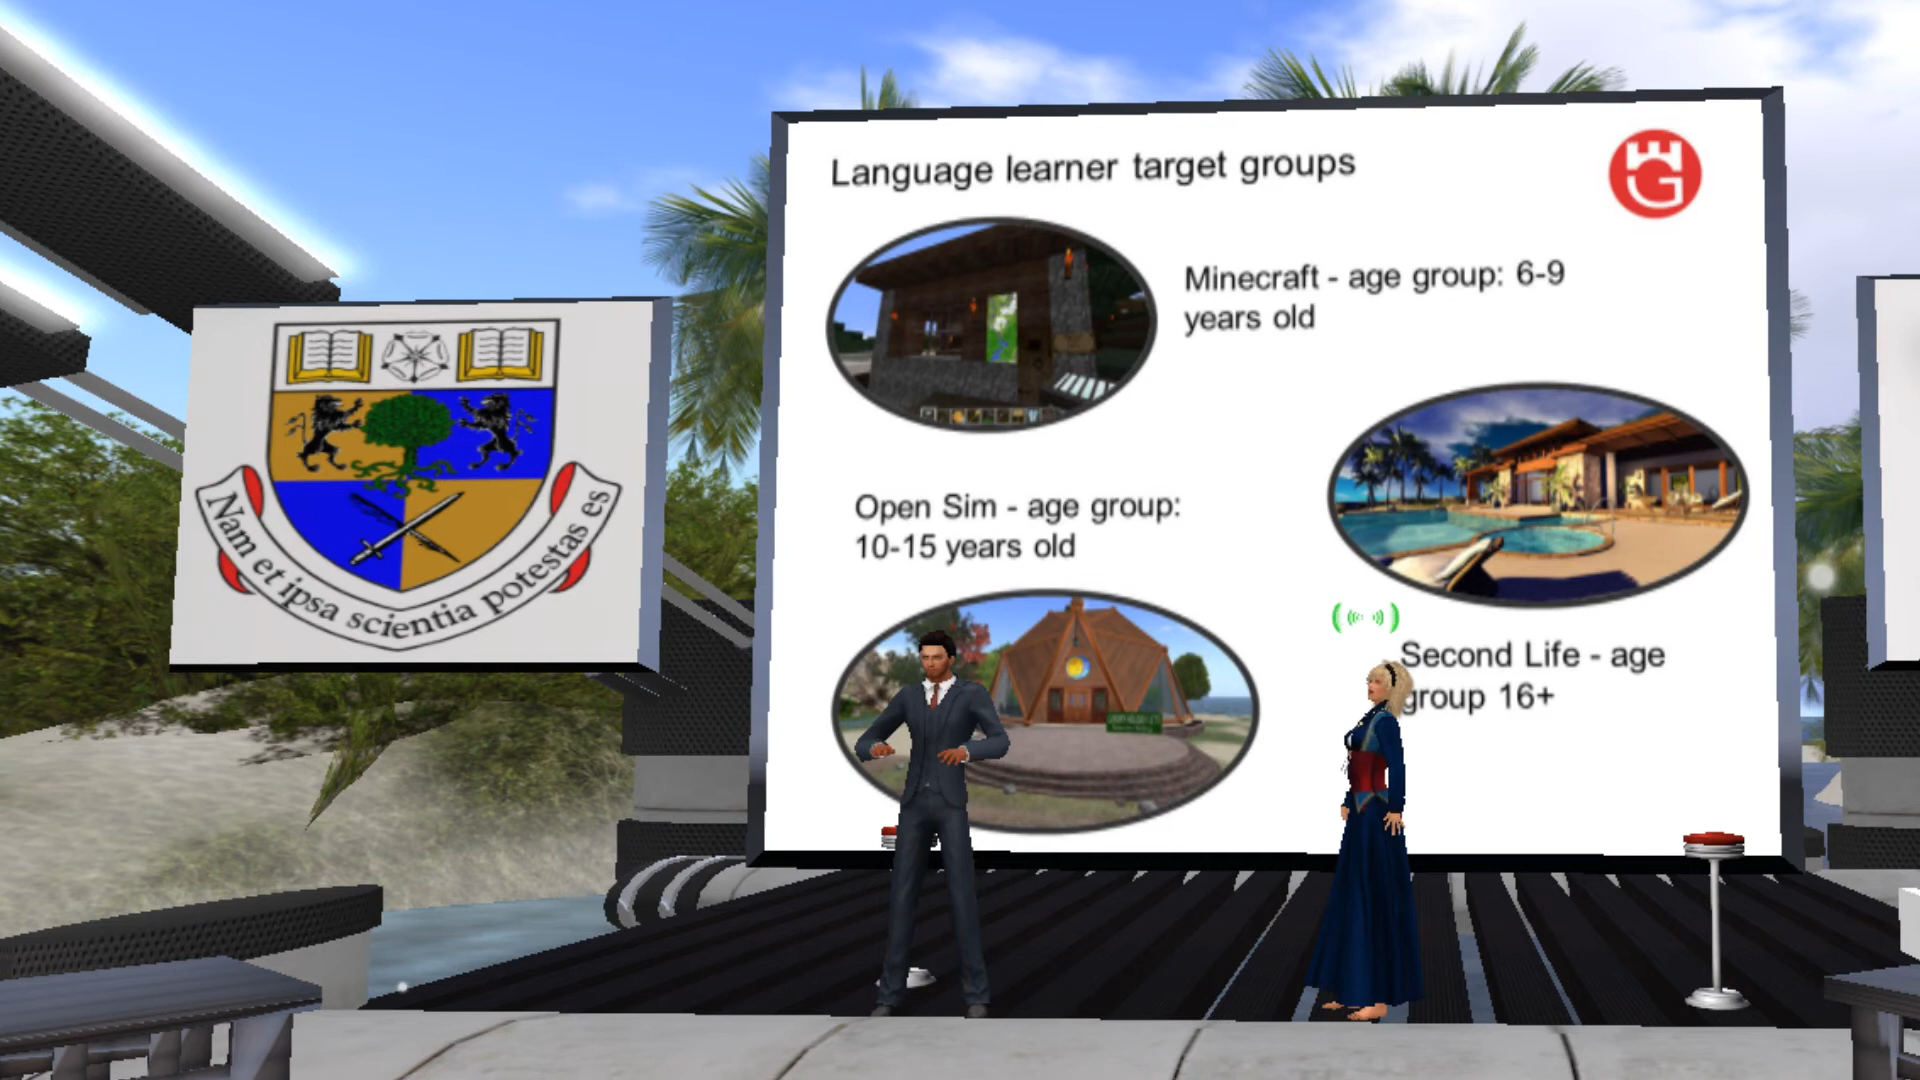 Language learner target groups
Minecraft - age group: 6-9
years old
Open Sim - age group:
10-15 years old
Second Life - age
group 16+
Nam et ipsa scientia potestas es